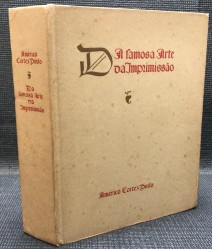 Américo
Cortez Pinto
Da
Famosa Arte
da
Imprimissão
Da Famosa Arte
da Imprimissão
Américo Cortez Pinto